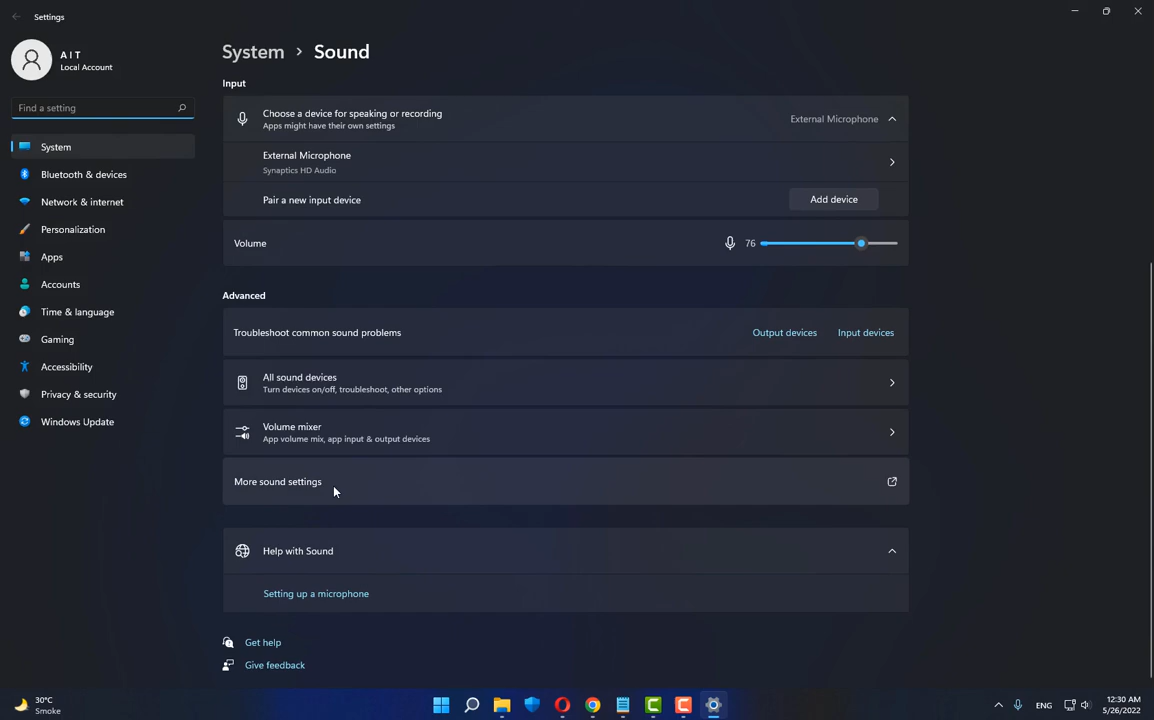 Settings
A I T
Local Account
Find a setting
System
Bluetooth & devices
Network & internet
Personalization
Apps
Accounts
Time & language
Gaming
Accessibility
Privacy & security
Windows Update
System > Sound
Input
Choose a device for speaking or recording
Apps might have their own settings
External Microphone
External Microphone
Synaptics HD Audio
Pair a new input device
Add device
Volume
76
Advanced
Troubleshoot common sound problems
Output devices
Input devices
All sound devices
Turn devices on/off, troubleshoot, other options
Volume mixer
App volume mix, app input & output devices
More sound settings
Help with Sound
Setting up a microphone
Get help
Give feedback
30°C
Smoke
ENG
12:30 AM
5/26/2022